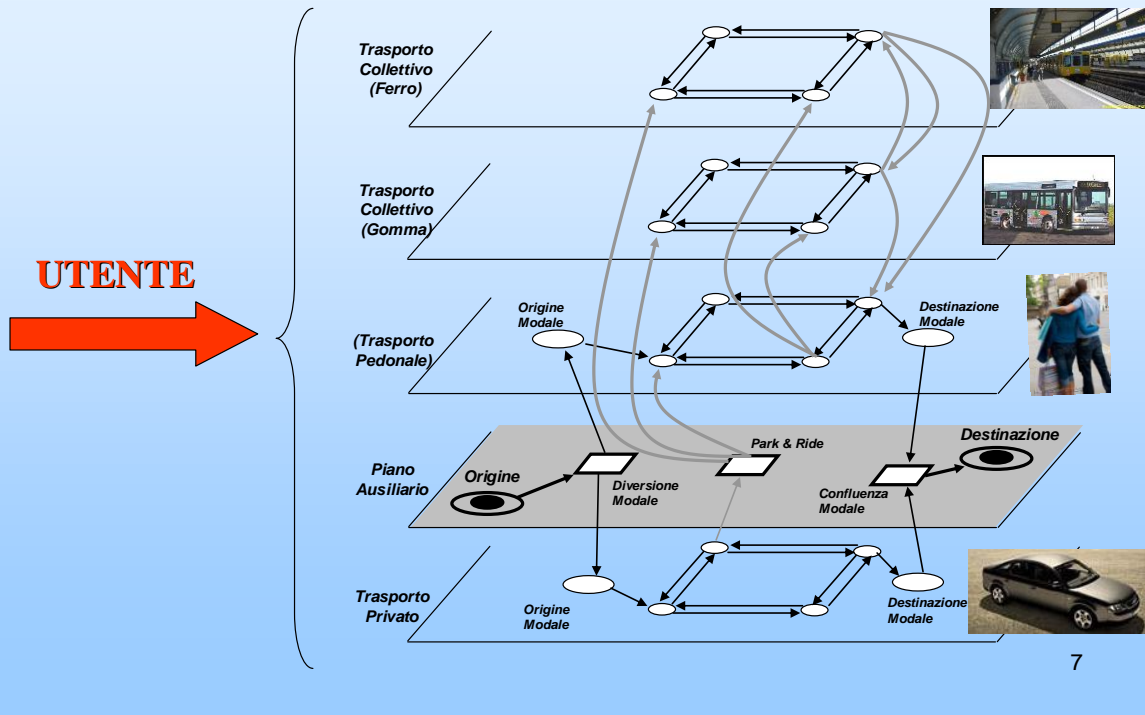 Trasporto
Collettivo
(Ferro)
Trasporto
Collettivo
(Gomma)
UTENTE
(Trasporto
Pedonale)
Origine
Modale
Destinazione
Modale
Piano
Ausiliario
Origine
Diversione
Modale
Park & Ride
Confluenza
Modale
Destinazione
Trasporto
Privato
Origine
Modale
Destinazione
Modale
7